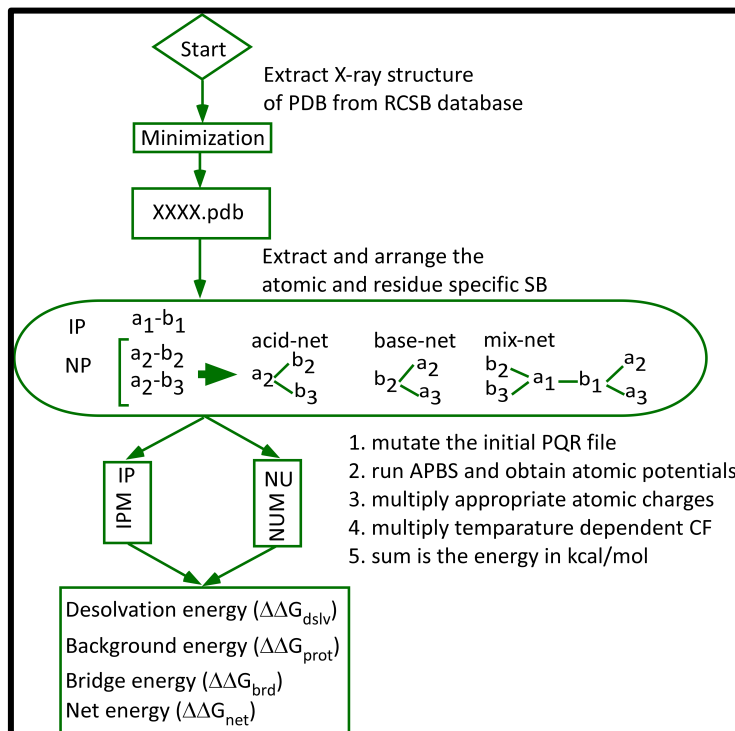 Start
Extract X-ray structure
of PDB from RCSB database
Minimization
XXXX.pdb
Extract and arrange the
atomic and residue specific SB
IP a1-b1
NP a2-b2
a2-b3
acid-net
a2 b2
b3
base-net
b2 a2
a3
mix-net
b2
b3 a1 b1 a2
a3
IP
IPM
NU
NUM
1. mutate the initial PQR file
2. run APBS and obtain atomic potentials
3. multiply appropriate atomic charges
4. multiply temparature dependent CF
5. sum is the energy in kcal/mol
Desolvation energy (ΔΔGdslv)
Background energy (ΔΔGprot)
Bridge energy (ΔΔGbrd)
Net energy (ΔΔGnet)